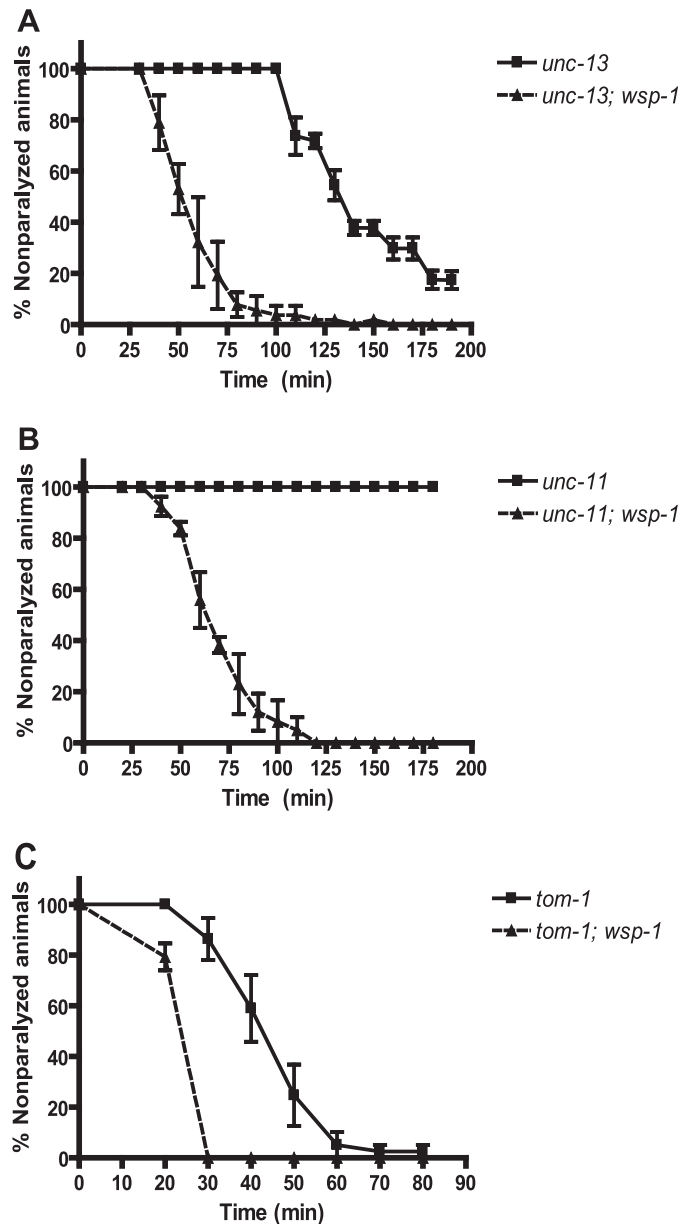 A
% Nonparalyzed animals
100
80
60
40
20
0
0 25 50 75 100 125 150 175 200
Time (min)
unc-13
unc-13; wsp-1
B
% Nonparalyzed animals
100
80
60
40
20
0
0 25 50 75 100 125 150 175 200
Time (min)
unc-11
unc-11; wsp-1
C
% Nonparalyzed animals
100
80
60
40
20
0
0 10 20 30 40 50 60 70 80 90
Time (min)
tom-1
tom-1; wsp-1